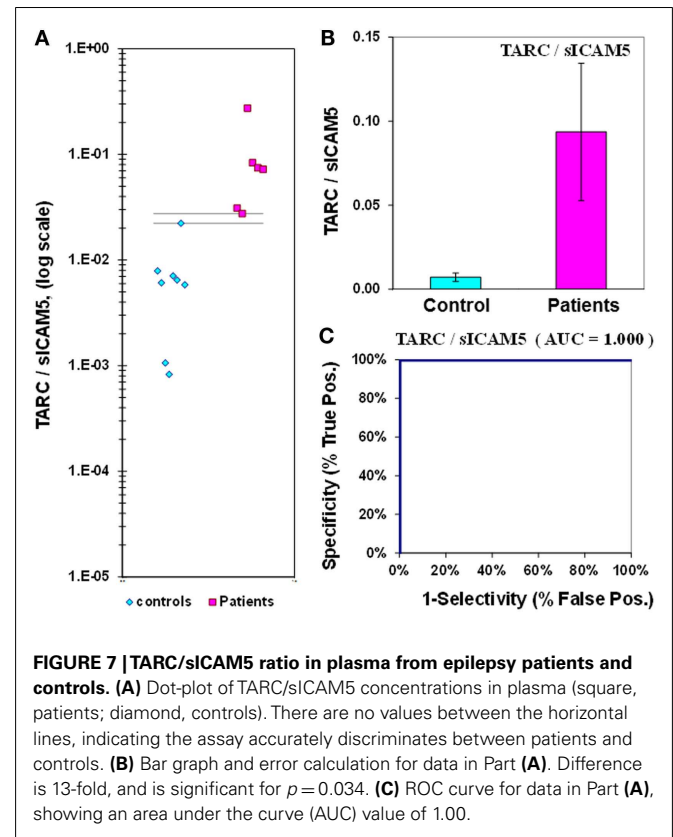 A
1.E+00
1.E-01
1.E-02
1.E-03
1.E-04
1.E-05
TARC / sICAM5, (log scale)
controls Patients
B
TARC / sICAM5
0.15
0.10
0.05
0.00
TARC / sICAM5
Control Patients
C
TARC / sICAM5 ( AUC = 1.000 )
100%
80%
60%
40%
20%
0%
Specificity (% True Pos.)
0% 20% 40% 60% 80% 100%
1-Selectivity (% False Pos.)
FIGURE 7 | TARC/sICAM5 ratio in plasma from epilepsy patients and
controls. (A) Dot-plot of TARC/sICAM5 concentrations in plasma (square,
patients; diamond, controls). There are no values between the horizontal
lines, indicating the assay accurately discriminates between patients and
controls. (B) Bar graph and error calculation for data in Part (A). Difference
is 13-fold, and is significant for p = 0.034. (C) ROC curve for data in Part (A),
showing an area under the curve (AUC) value of 1.00.